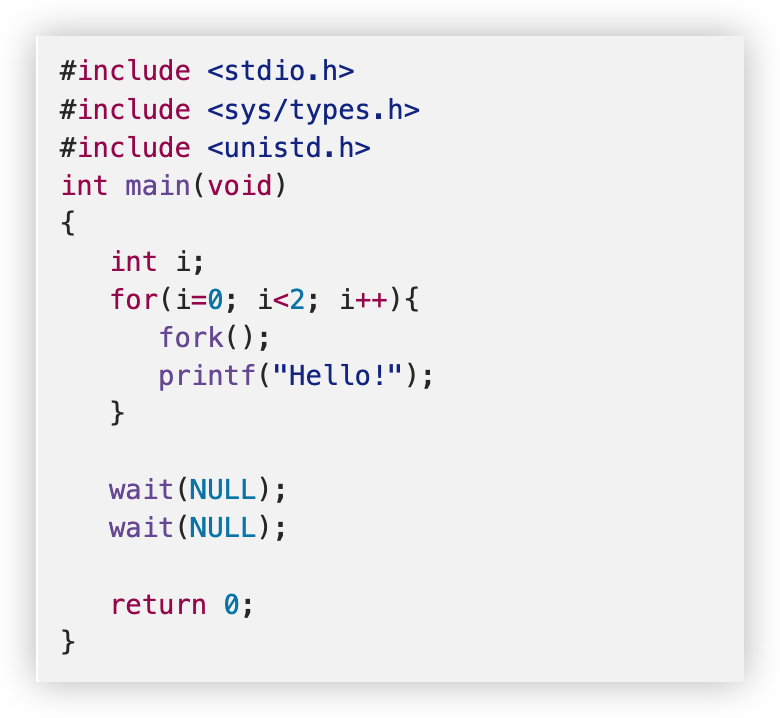 #include <stdio.h>
#include <sys/types.h>
#include <unistd.h>
int main(void)
{
   int i;
   for(i=0; i<2; i++){
      fork();
      printf("Hello!");
   }

   wait(NULL);
   wait(NULL);

   return 0;
}